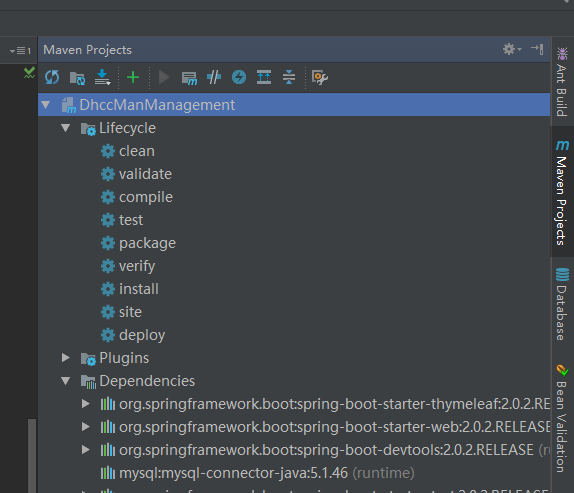 1
Maven Projects
DhccManManagement
Lifecycle
clean
validate
compile
test
package
verify
install
site
deploy
Plugins
Dependencies
org.springframework.boot:spring-boot-starter-thymeleaf:2.0.2.RE
org.springframework.boot:spring-boot-starter-web:2.0.2.RELEASE
org.springframework.boot:spring-boot-devtools:2.0.2.RELEASE (ru
mysql:mysql-connector-java:5.1.46 (runtime)
Ant Build
Maven Projects
Database
Bean Validation